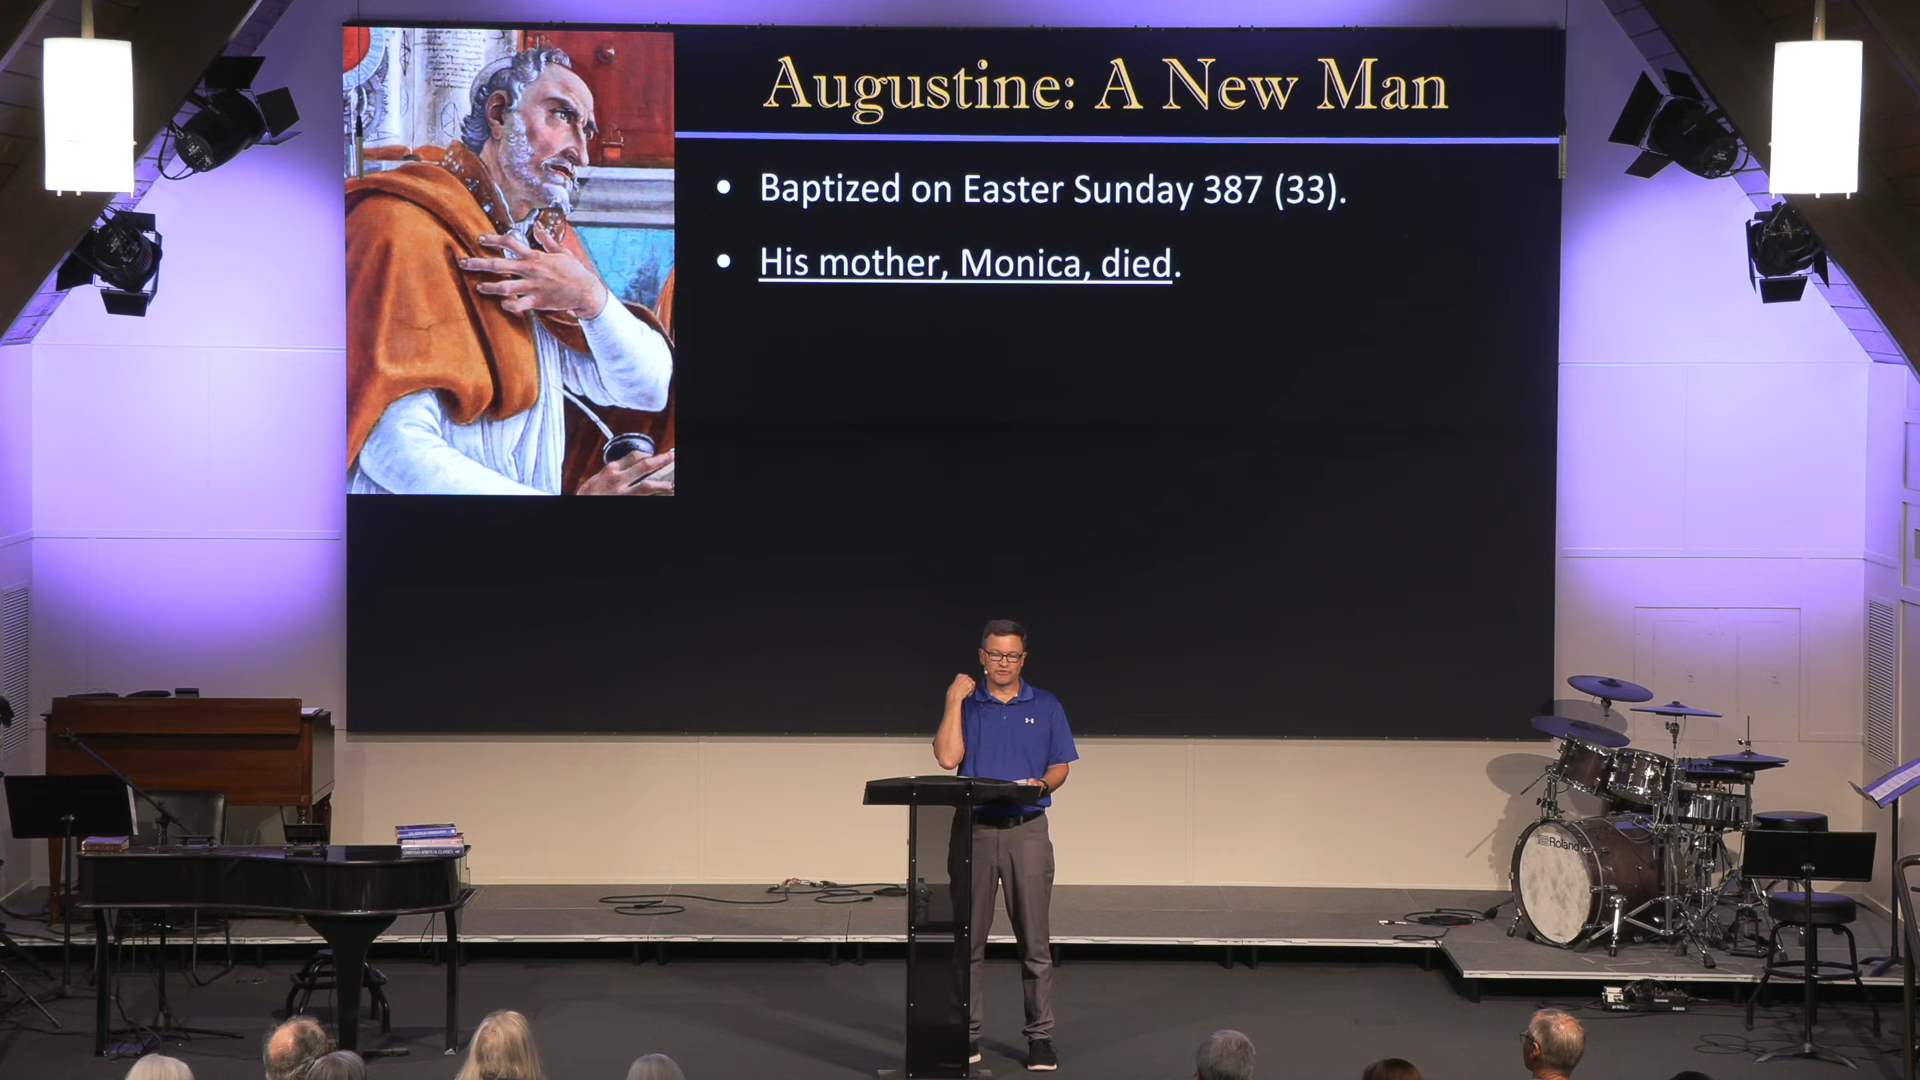 Augustine: A New Man
• Baptized on Easter Sunday 387 (33).
• His mother, Monica, died.
Roland